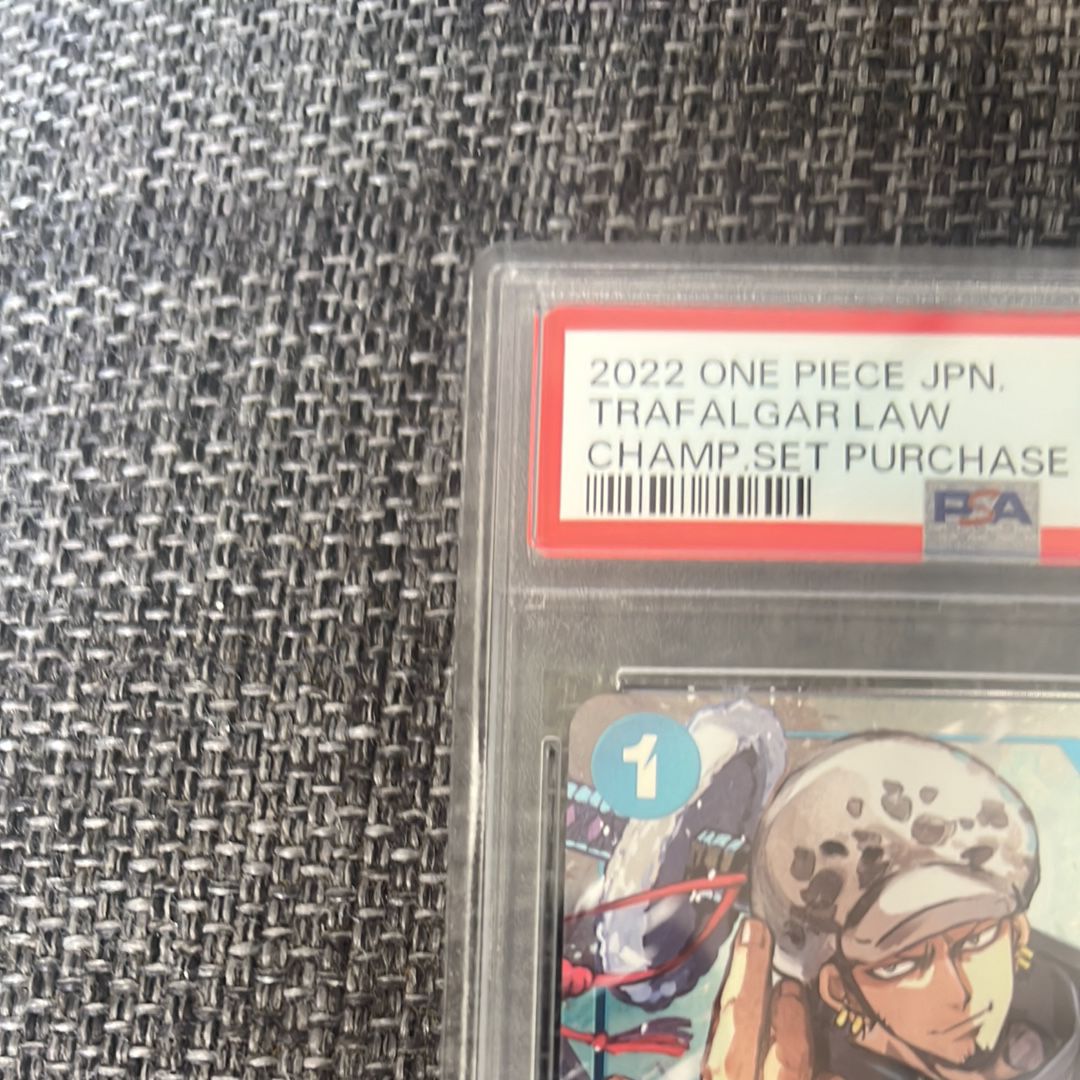 2022 ONE PIECE JPN.
TRAFALGAR LAW
CHAMP.SET PURCHASE
PSA
1